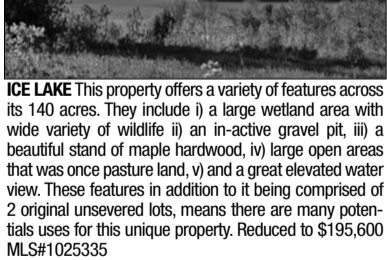 ICE LAKE This property offers a variety of features across
its 140 acres. They include i) a large wetland area with
wide variety of wildlife ii) an in-active gravel pit, iii) a
beautiful stand of maple hardwood, iv) large open areas
that was once pasture land, v) and a great elevated water
view. These features in addition to it being comprised of
2 original unsevered lots, means there are many poten-
tials uses for this unique property. Reduced to $195,600
MLS#1025335